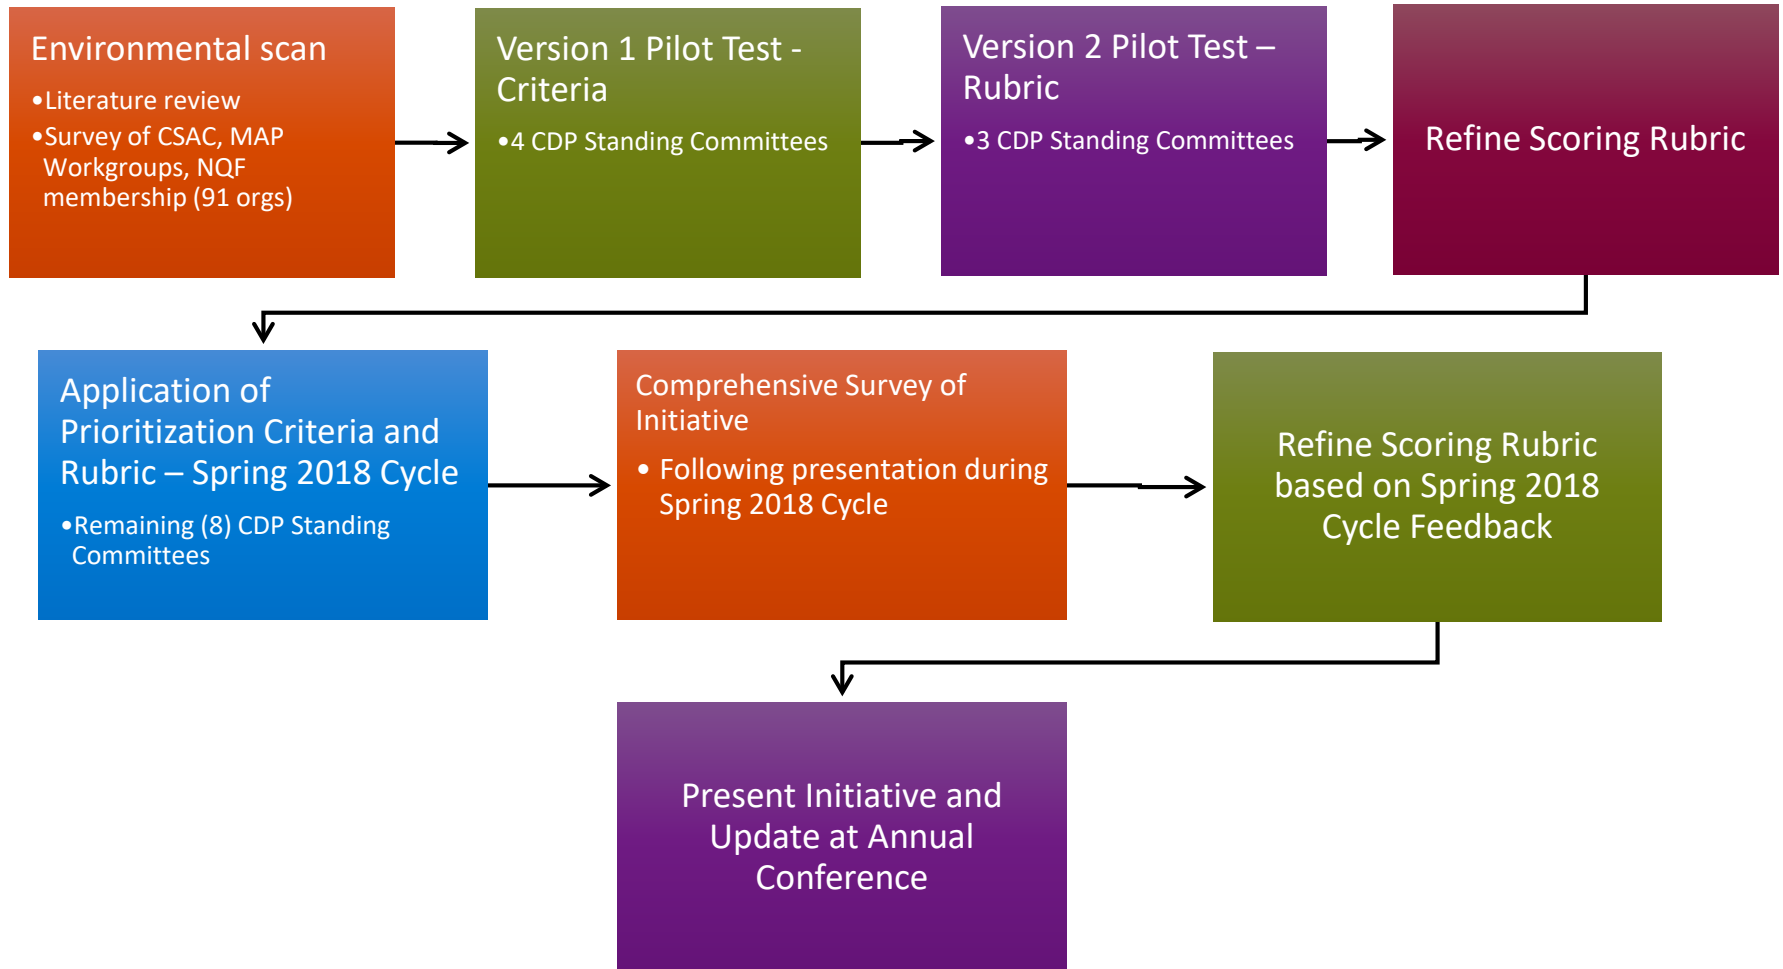 Environmental scan
•Literature review
•Survey of CSAC, MAP
Workgroups, NQF
membership (91 orgs)
Version 1 Pilot Test -
Criteria
•4 CDP Standing Committees
Version 2 Pilot Test –
Rubric
•3 CDP Standing Committees
Refine Scoring Rubric
Application of
Prioritization Criteria and
Rubric – Spring 2018 Cycle
•Remaining (8) CDP Standing
Committees
Comprehensive Survey of
Initiative
• Following presentation during
Spring 2018 Cycle
Refine Scoring Rubric
based on Spring 2018
Cycle Feedback
Present Initiative and
Update at Annual
Conference